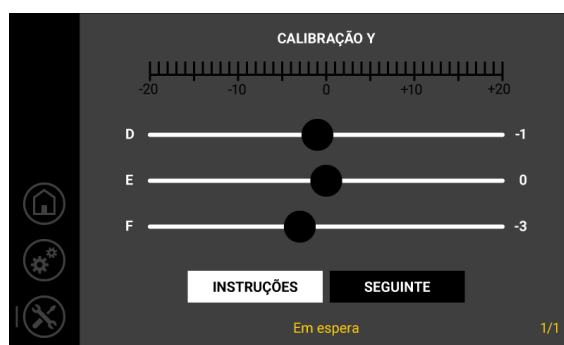 CALIBRAÇÃO Y
-20 -10 0 +10 +20
D -1
E 0
F -3
INSTRUÇÕES SEGUINTE
Em espera 1/1